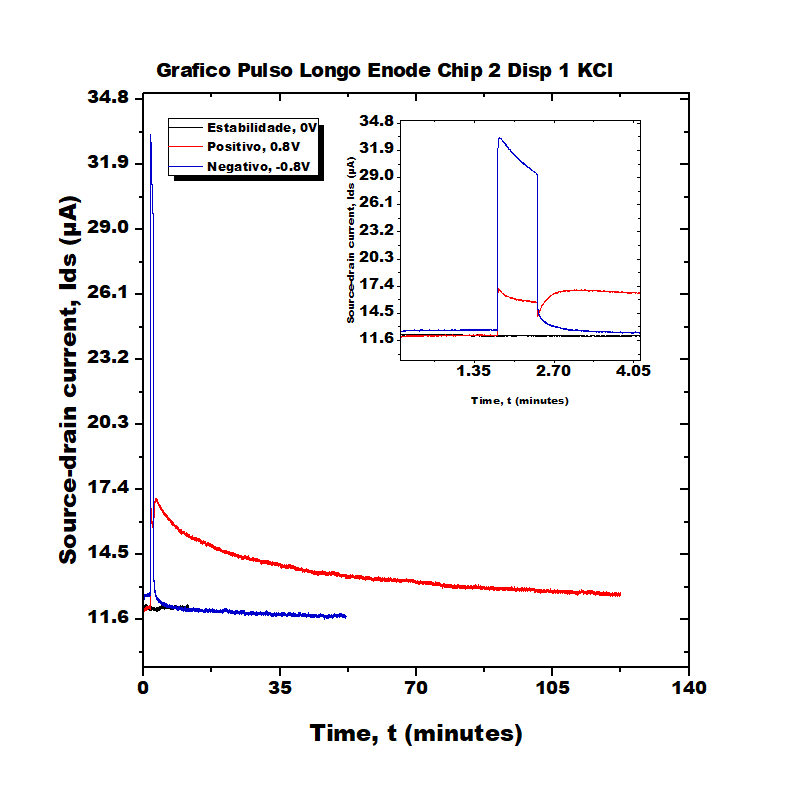 Grafico Pulso Longo Enode Chip 2 Disp 1 KCl
Source-drain current, Ids (μA)
34.8
31.9
29.0
26.1
23.2
20.3
17.4
14.5
11.6
Estabilidade, 0V
Positivo, 0.8V
Negativo, -0.8V
Source-drain current, Ids (μA)
34.8
31.9
29.0
26.1
23.2
20.3
17.4
14.5
11.6
1.35 2.70 4.05
Time, t (minutes)
0 35 70 105 140
Time, t (minutes)